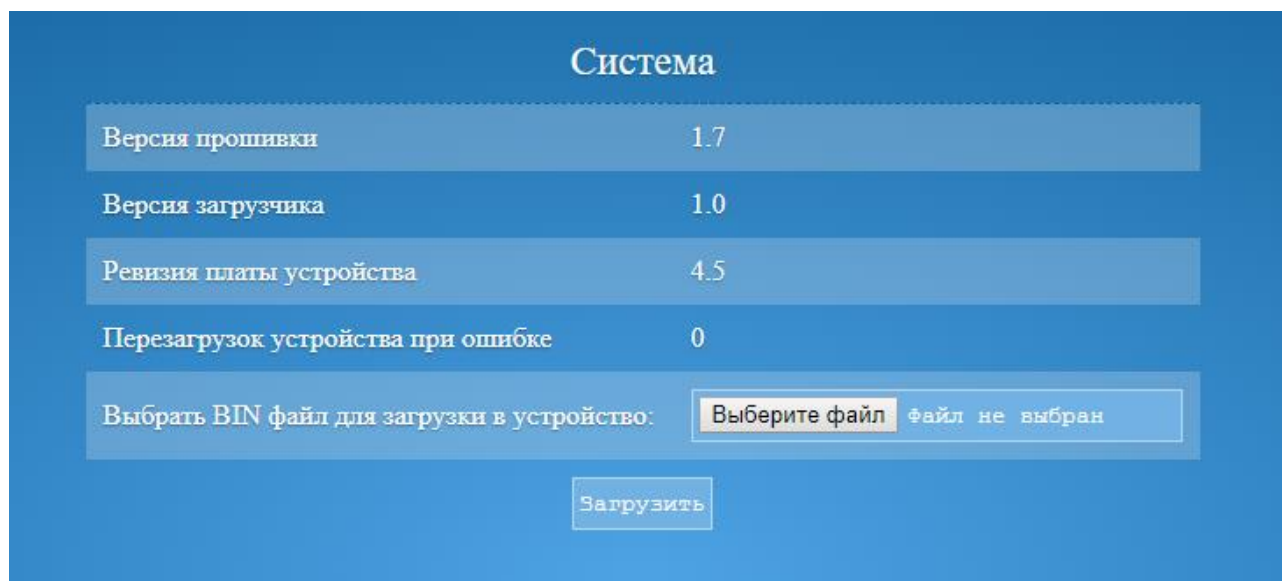 Система
Версия прошивки 1.7
Версия загрузчика 1.0
Ревизия платы устройства 4.5
Перезагрузок устройства при ошибке 0
Выбрать BIN файл для загрузки в устройство: Выберите файл Файл не выбран
Загрузить